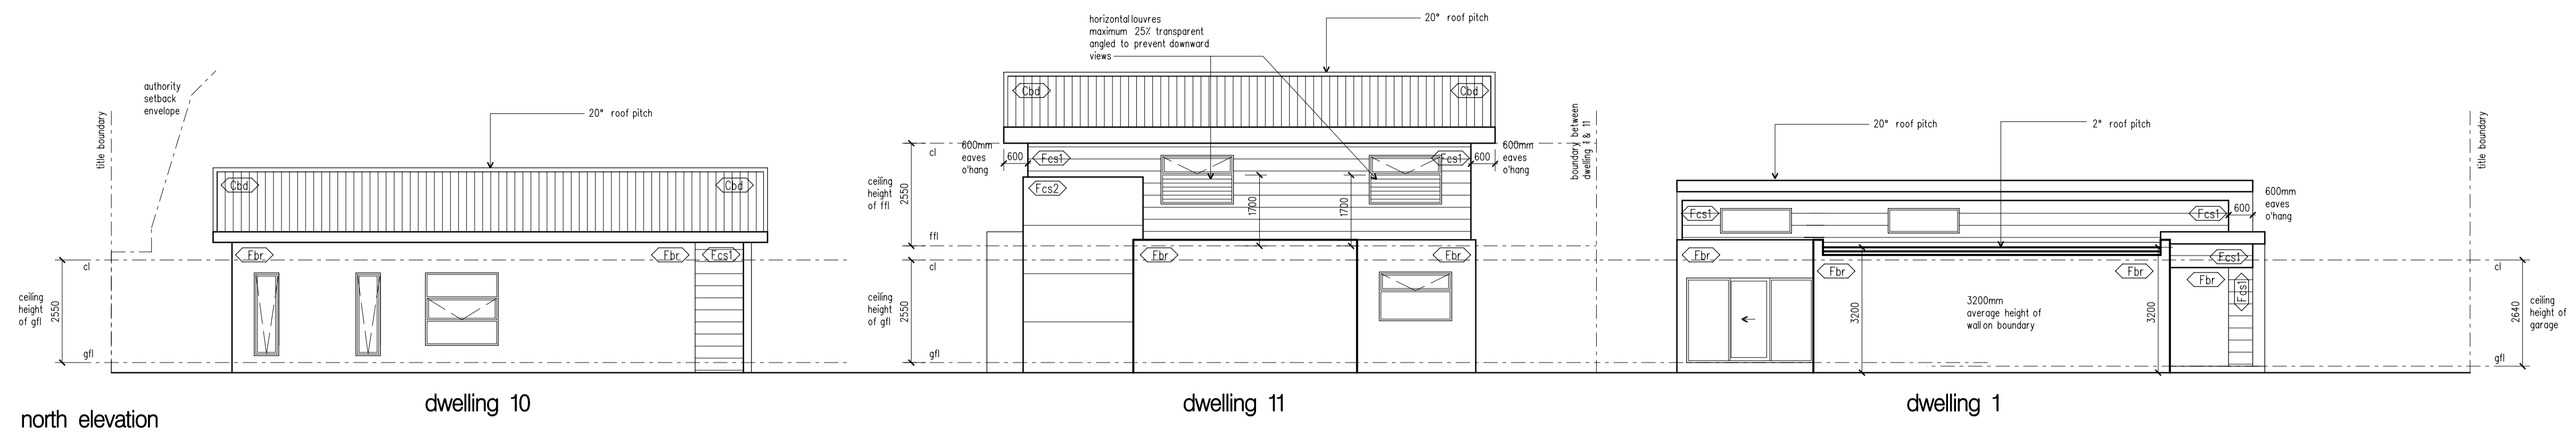 authority
setback
envelope
title boundary
20° roof pitch
Cbd
Cbd
Fbr
Fbr
Fcs1
cl
ceiling
height
of gfl
2550
gfl
dwelling 10
north elevation
horizontal louvres
maximum 25% transparent
angled to prevent downward
views
20° roof pitch
Cbd
Cbd
cl
600mm
eaves
o'hang
600
Fcs1
Fcs1
600
600mm
eaves
o'hang
Fcs2
ceiling
height
of ffl
2550
1700
1700
ffl
cl
Fbr
Fbr
ceiling
height
of gfl
2550
gfl
dwelling 11
boundary between
dwelling 1 & 11
20° roof pitch
2° roof pitch
title boundary
Fcs1
Fcs1
600
600mm
eaves
o'hang
Fbr
Fbr
Fbr
Fcs1
Fbr
Fcs1
3200
3200mm
average height of
wall on boundary
3200
cl
2640
ceiling
height of
garage
gfl
dwelling 1